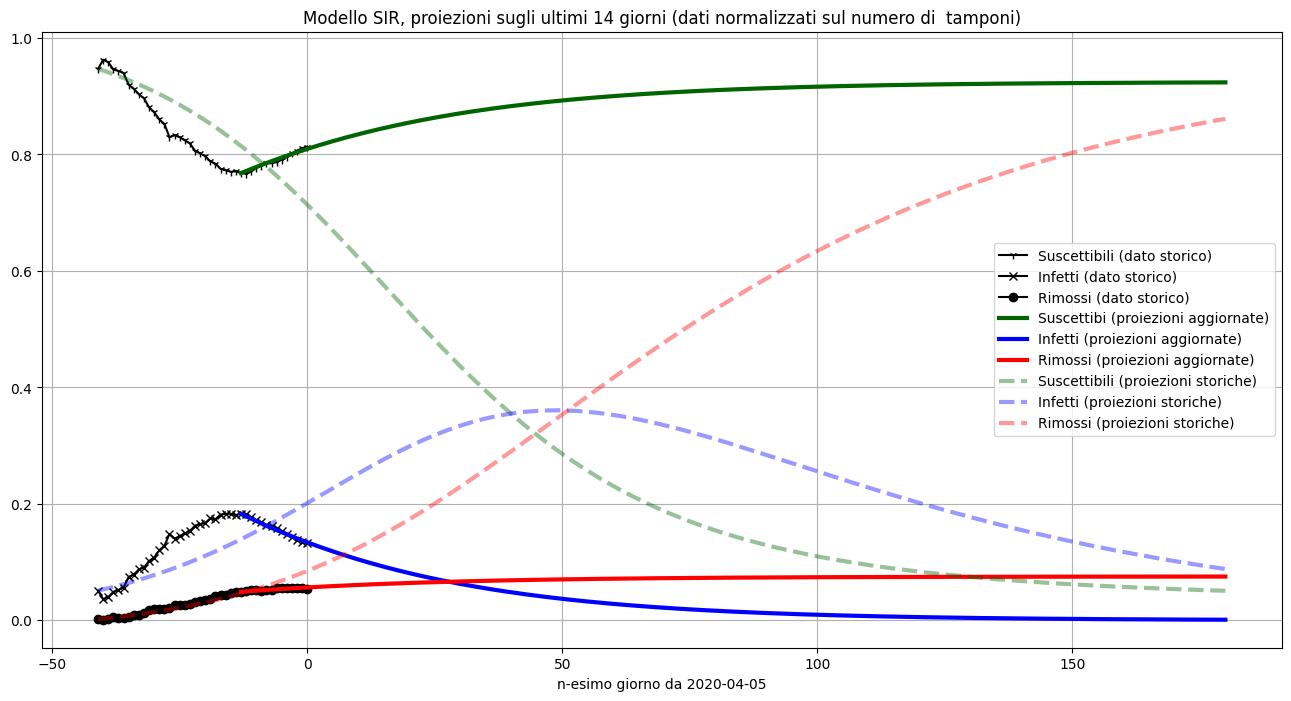 Modello SIR, proiezioni sugli ultimi 14 giorni (dati normalizzati sul numero di  tamponi)
1.0
0.8
0.6
0.4
0.2
0.0
Suscettibili (dato storico)
Infetti (dato storico)
Rimossi (dato storico)
Suscettibi (proiezioni aggiornate)
Infetti (proiezioni aggiornate)
Rimossi (proiezioni aggiornate)
Suscettibili (proiezioni storiche)
Infetti (proiezioni storiche)
Rimossi (proiezioni storiche)
−50 0 50 100 150
n-esimo giorno da 2020-04-05